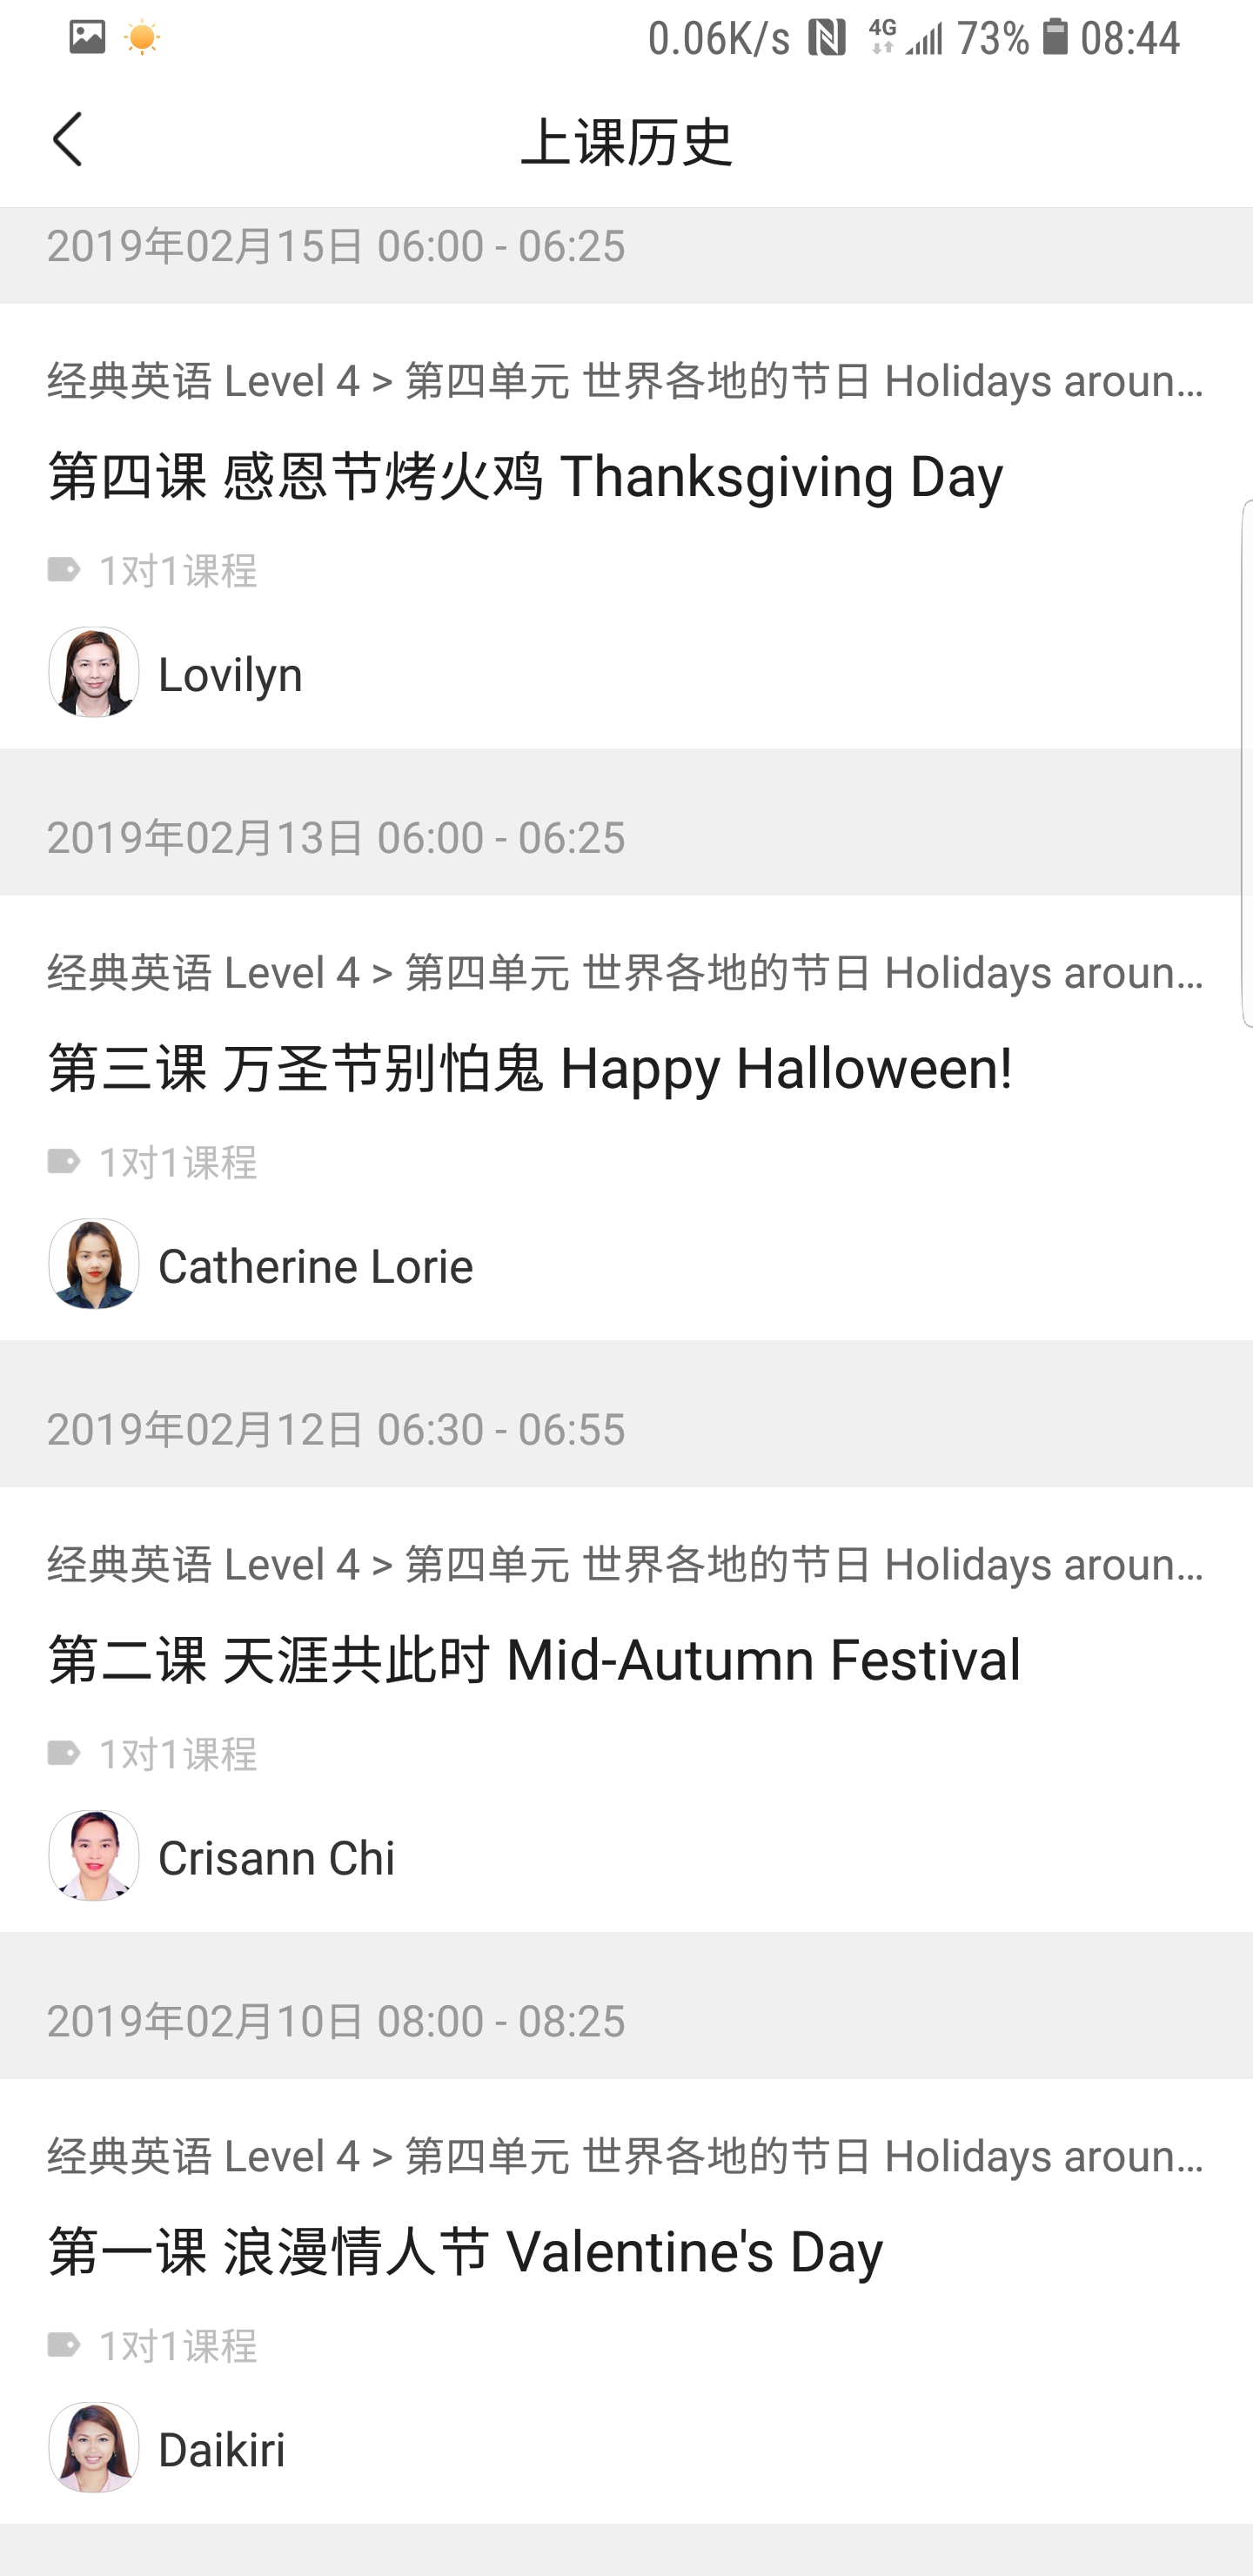 0.06K/s 4G 73% 08:44
上课历史
2019年02月15日 06:00 - 06:25
经典英语 Level 4 > 第四单元 世界各地的节日 Holidays aroun...
第四课 感恩节烤火鸡 Thanksgiving Day
1对1课程
Lovilyn
2019年02月13日 06:00 - 06:25
经典英语 Level 4 > 第四单元 世界各地的节日 Holidays aroun...
第三课 万圣节别怕鬼 Happy Halloween!
1对1课程
Catherine Lorie
2019年02月12日 06:30 - 06:55
经典英语 Level 4 > 第四单元 世界各地的节日 Holidays aroun...
第二课 天涯共此时 Mid-Autumn Festival
1对1课程
Crisann Chi
2019年02月10日 08:00 - 08:25
经典英语 Level 4 > 第四单元 世界各地的节日 Holidays aroun...
第一课 浪漫情人节 Valentine's Day
1对1课程
Daikiri